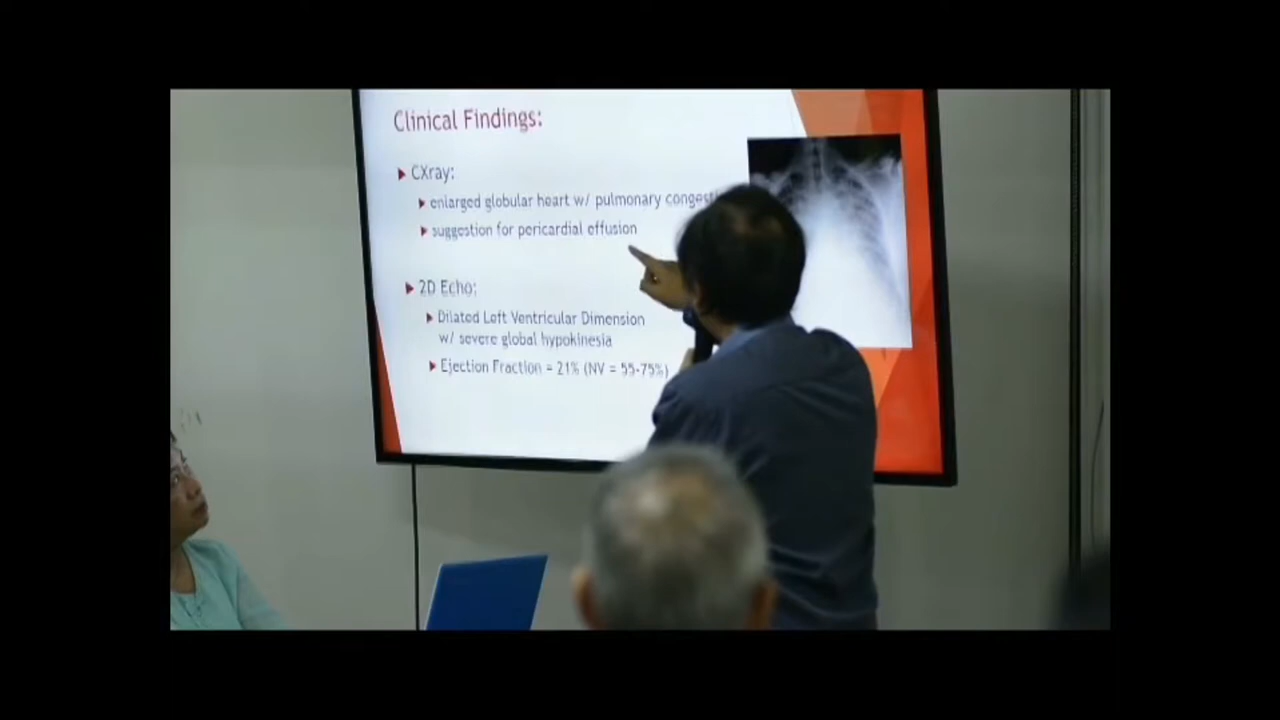 Clinical Findings:
CXray:
enlarged globular heart w/ pulmonary
suggestion for pericardial effusion
2D Echo:
Dilated Left Ventricular Dimension
w/ severe global hypokinesia
Ejection Fraction = 21% (NV = 55-75%)